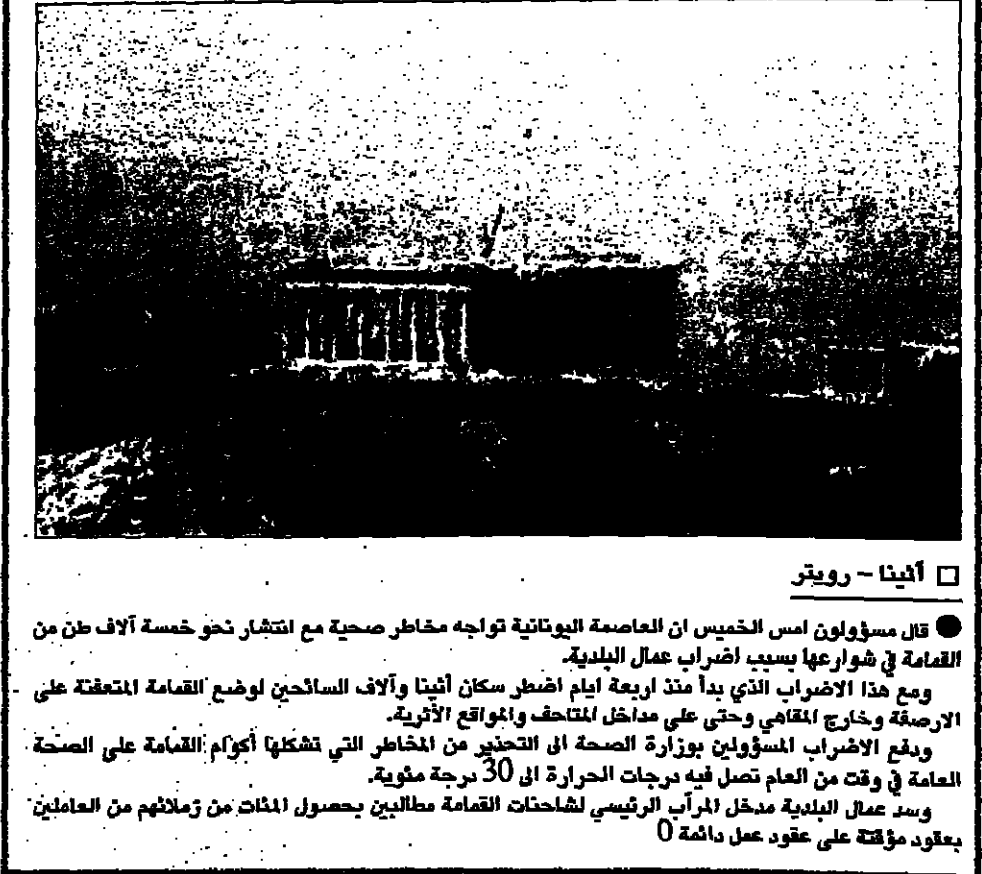 □ أثينا – رويتر
● قال مسؤولون امس الخميس ان العاصمة اليونانية تواجه مخاطر صحية مع انتشار نحو خمسة آلاف طن من
القمامة في شوارعها بسبب اضراب عمال البلدية.
ومع هذا الاضراب الذي بدأ منذ اربعة ايام اضطر سكان أثينا وآلاف السائحين لوضع القمامة المتعفنة على
الارصفة وخارج المقاهي وحتى على مداخل المتاحف والمواقع الأثرية.
ودفع الاضراب المسؤولين بوزارة الصحة الى التحذير من المخاطر التي تشكلها أكوام القمامة على الصحة
العامة في وقت من العام تصل فيه درجات الحرارة الى 30 درجة مئوية.
وسد عمال البلدية مدخل المرآب الرئيسي لشاحنات القمامة مطالبين بحصول المئات من زملائهم من العاملين
بعقود مؤقتة على عقود عمل دائمة 0